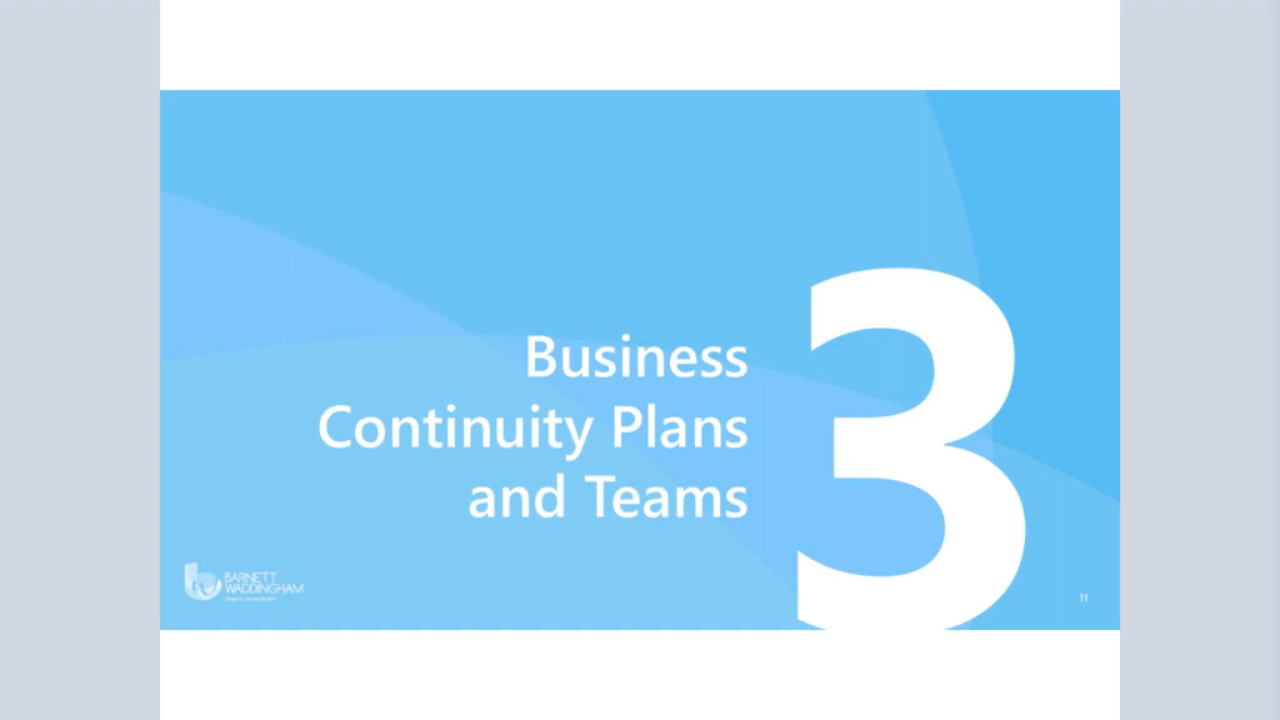 Business
Continuity Plans
and Teams
3
BARNETT
WADDINGHAM
11